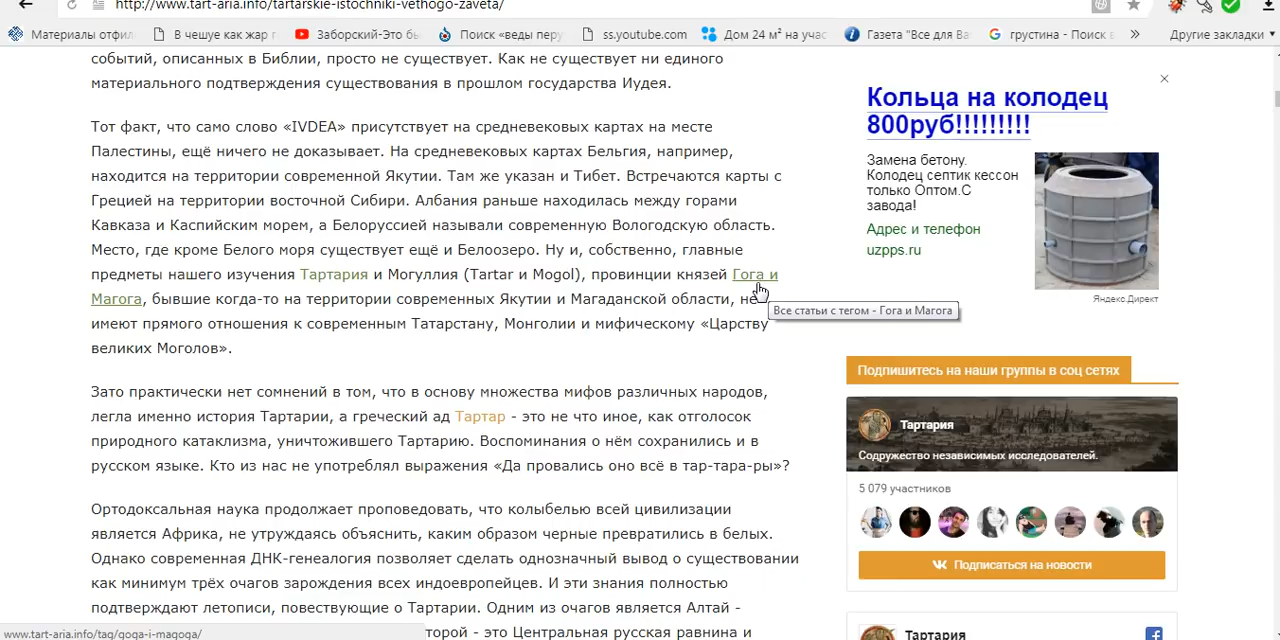 http://www.tart-aria.info/tartarskie-istochniki-vethogo-zaveta/
Материалы отфил
В чешуе как жар г
Заборский-Это бы
Поиск «веды перу
ss.youtube.com
Дом 24 м² на учас
Газета "Все для Ва
грустина - Поиск в
»
Другие закладки
событий, описанных в Библии, просто не существует. Как не существует ни единого
материального подтверждения существования в прошлом государства Иудея.
Тот факт, что само слово «IVDEA» присутствует на средневековых картах на месте
Палестины, ещё ничего не доказывает. На средневековых картах Бельгия, например,
находится на территории современной Якутии. Там же указан и Тибет. Встречаются карты с
Грецией на территории восточной Сибири. Албания раньше находилась между горами
Кавказа и Каспийским морем, а Белоруссией называли современную Вологодскую область.
Место, где кроме Белого моря существует ещё и Белоозеро. Ну и, собственно, главные
предметы нашего изучения Тартария и Могуллия (Tartar и Mogol), провинции князей Гога и
Магога, бывшие когда-то на территории современных Якутии и Магаданской области, не
имеют прямого отношения к современным Татарстану, Монголии и мифическому «Царству
великих Моголов».
Все статьи с тегом - Гога и Магога
Зато практически нет сомнений в том, что в основу множества мифов различных народов,
легла именно история Тартарии, а греческий ад Тартар - это не что иное, как отголосок
природного катаклизма, уничтожившего Тартарию. Воспоминания о нём сохранились и в
русском языке. Кто из нас не употреблял выражения «Да провались оно всё в тар-тара-ры»?
Ортодоксальная наука продолжает проповедовать, что колыбелью всей цивилизации
является Африка, не утруждаясь объяснить, каким образом черные превратились в белых.
Однако современная ДНК-генеалогия позволяет сделать однозначный вывод о существовании
как минимум трёх очагов зарождения всех индоевропейцев. И эти знания полностью
подтверждают летописи, повествующие о Тартарии. Одним из очагов является Алтай -
торой - это Центральная русская равнина и
www.tart-aria.info/tag/goga-i-magoga/
Кольца на колодец
800руб!!!!!!!!!
Замена бетону.
Колодец септик кессон
только Оптом.С
завода!
Адрес и телефон
uzpps.ru
Яндекс.Директ
Подпишитесь на наши группы в соц сетях
Тартария
Содружество независимых исследователей.
5 079 участников
Подписаться на новости
Тартария